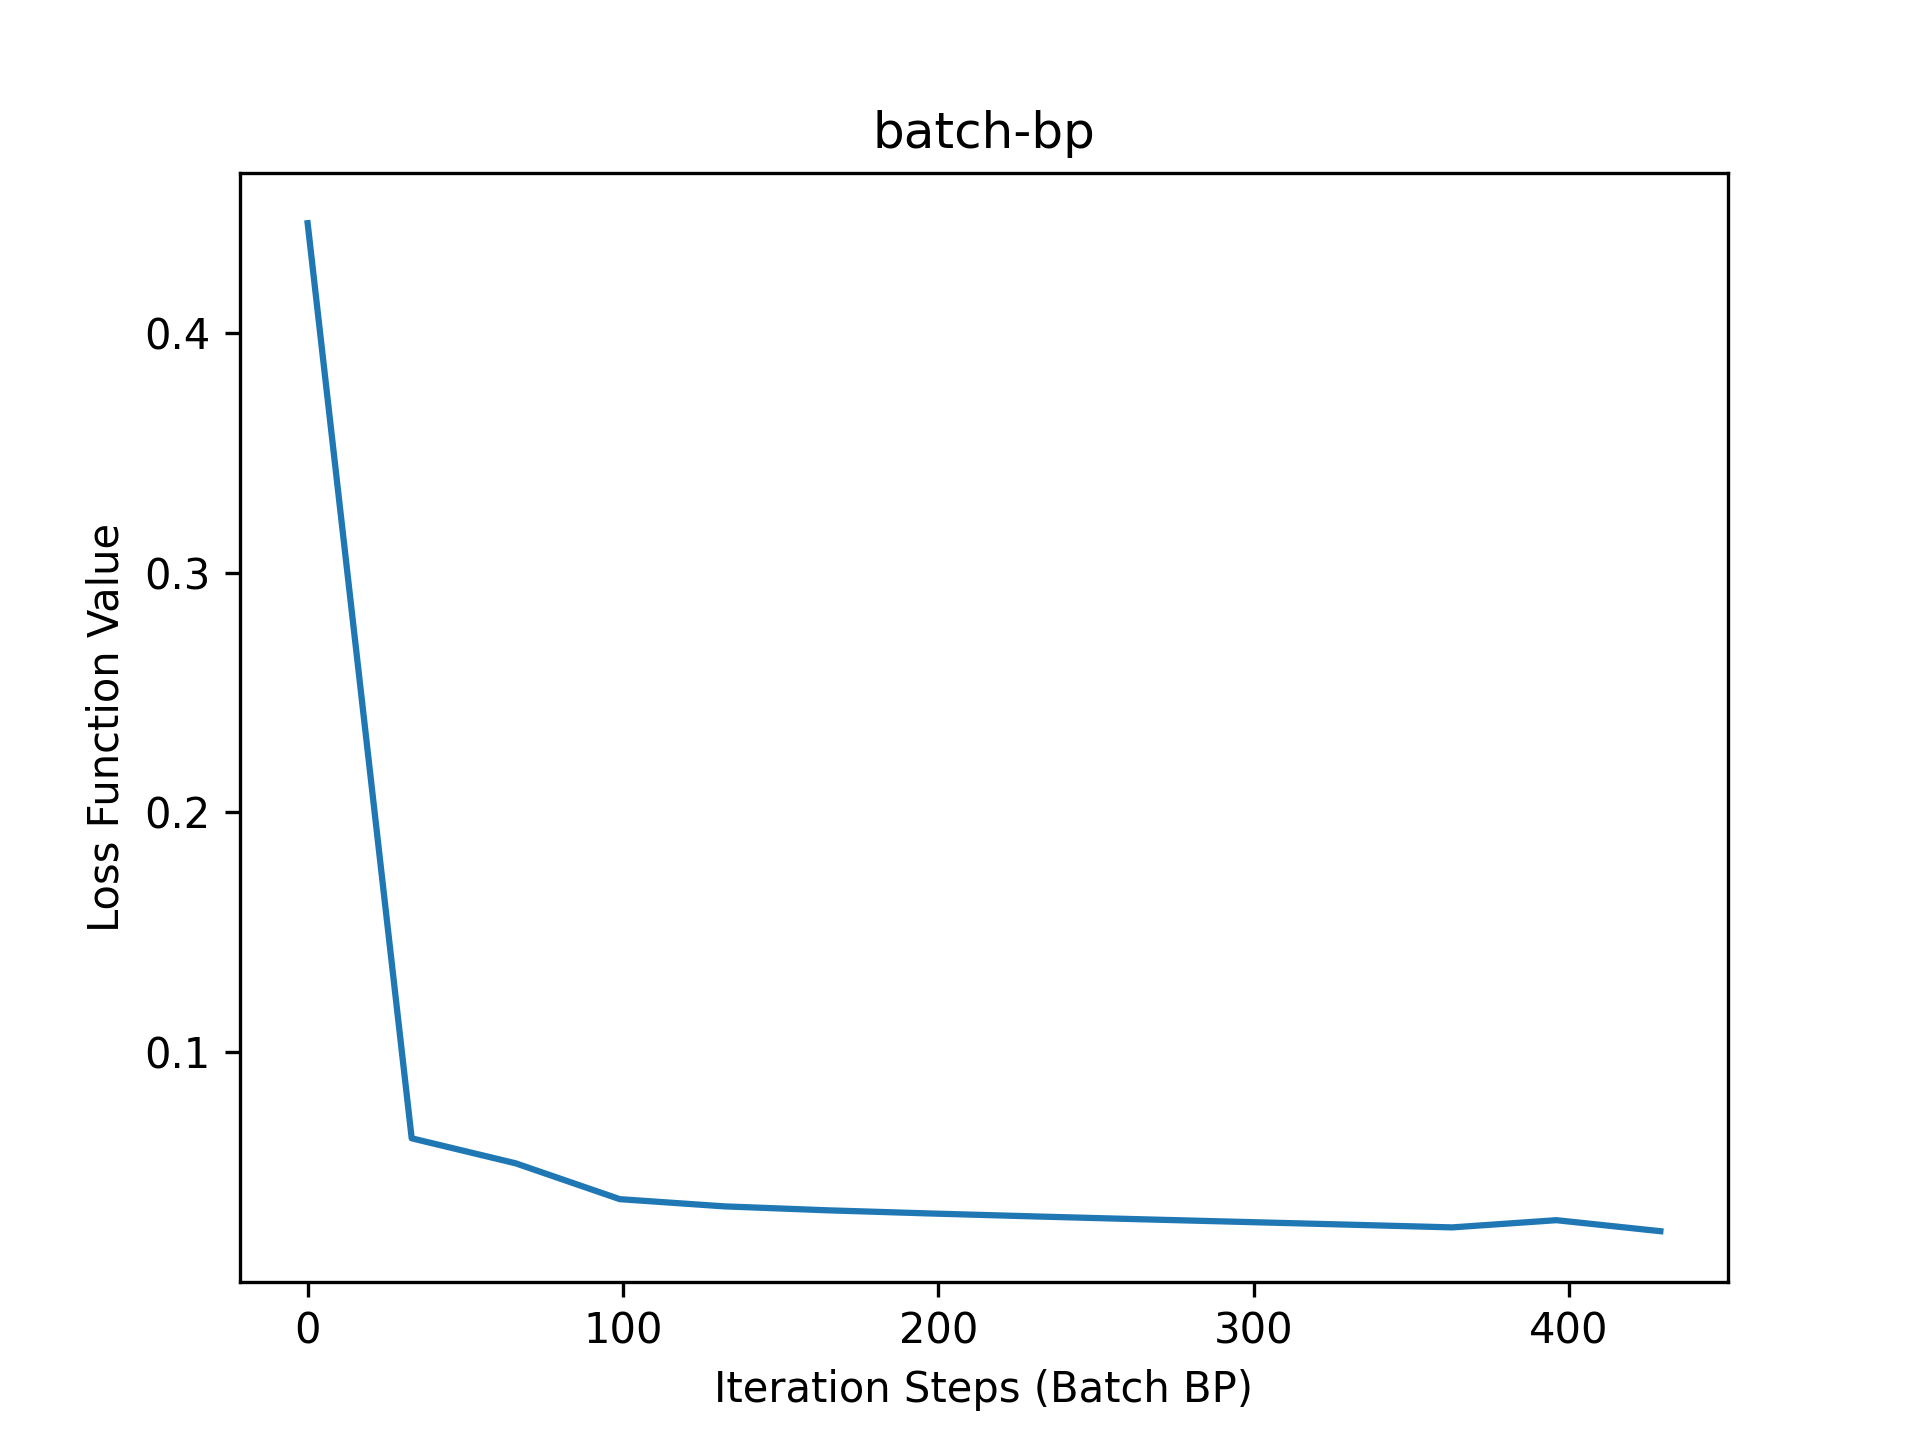 batch-bp
Loss Function Value
0.4
0.3
0.2
0.1
0 100 200 300 400
Iteration Steps (Batch BP)